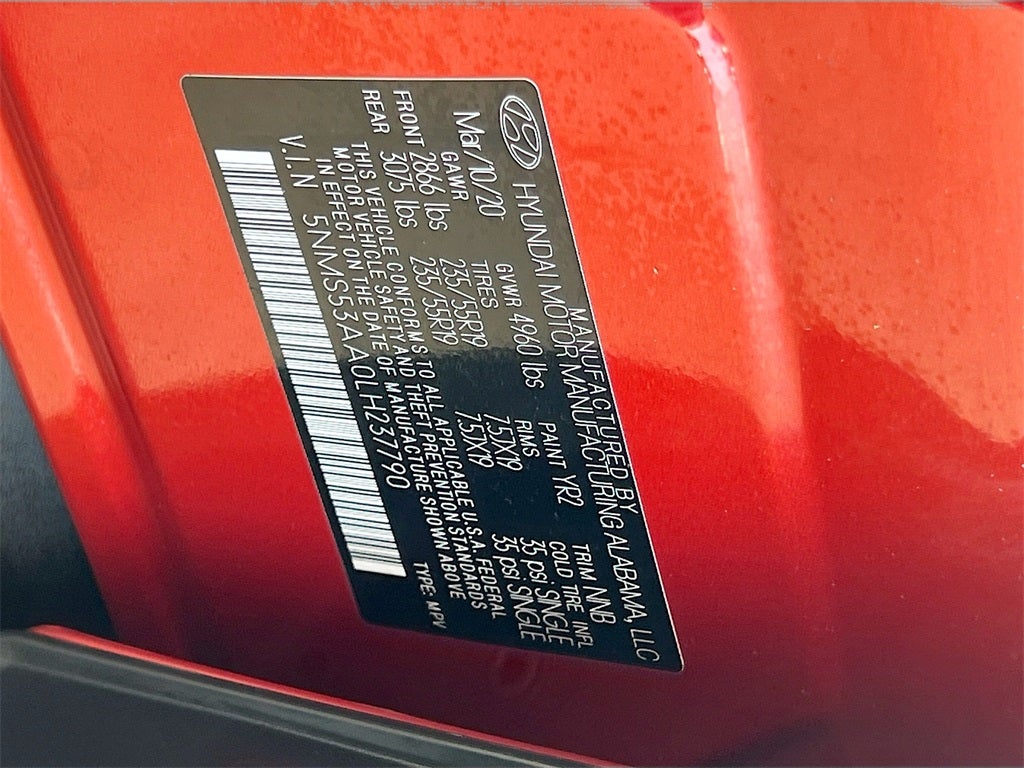 MANUFACTURED BY
HYUNDAI MOTOR MANUFACTURING ALABAMA, LLC
Mar/10/20 GVWR 4960 lbs PAINT YR2 TRIM NNB
GAWR TIRES RIMS COLD TIRE INFL
FRONT 2866 lbs 235/55R19 7.5JX19 35 psi SINGLE
REAR 3075 lbs 235/55R19 7.5JX19 35 psi SINGLE
THIS VEHICLE CONFORMS TO ALL APPLICABLE U.S.A. FEDERAL
MOTOR VEHICLE SAFETY AND THEFT PREVENTION STANDARDS
IN EFFECT ON THE DATE OF MANUFACTURE SHOWN ABOVE
V.I.N 5NMS53AA0LH237790 TYPE: MPV